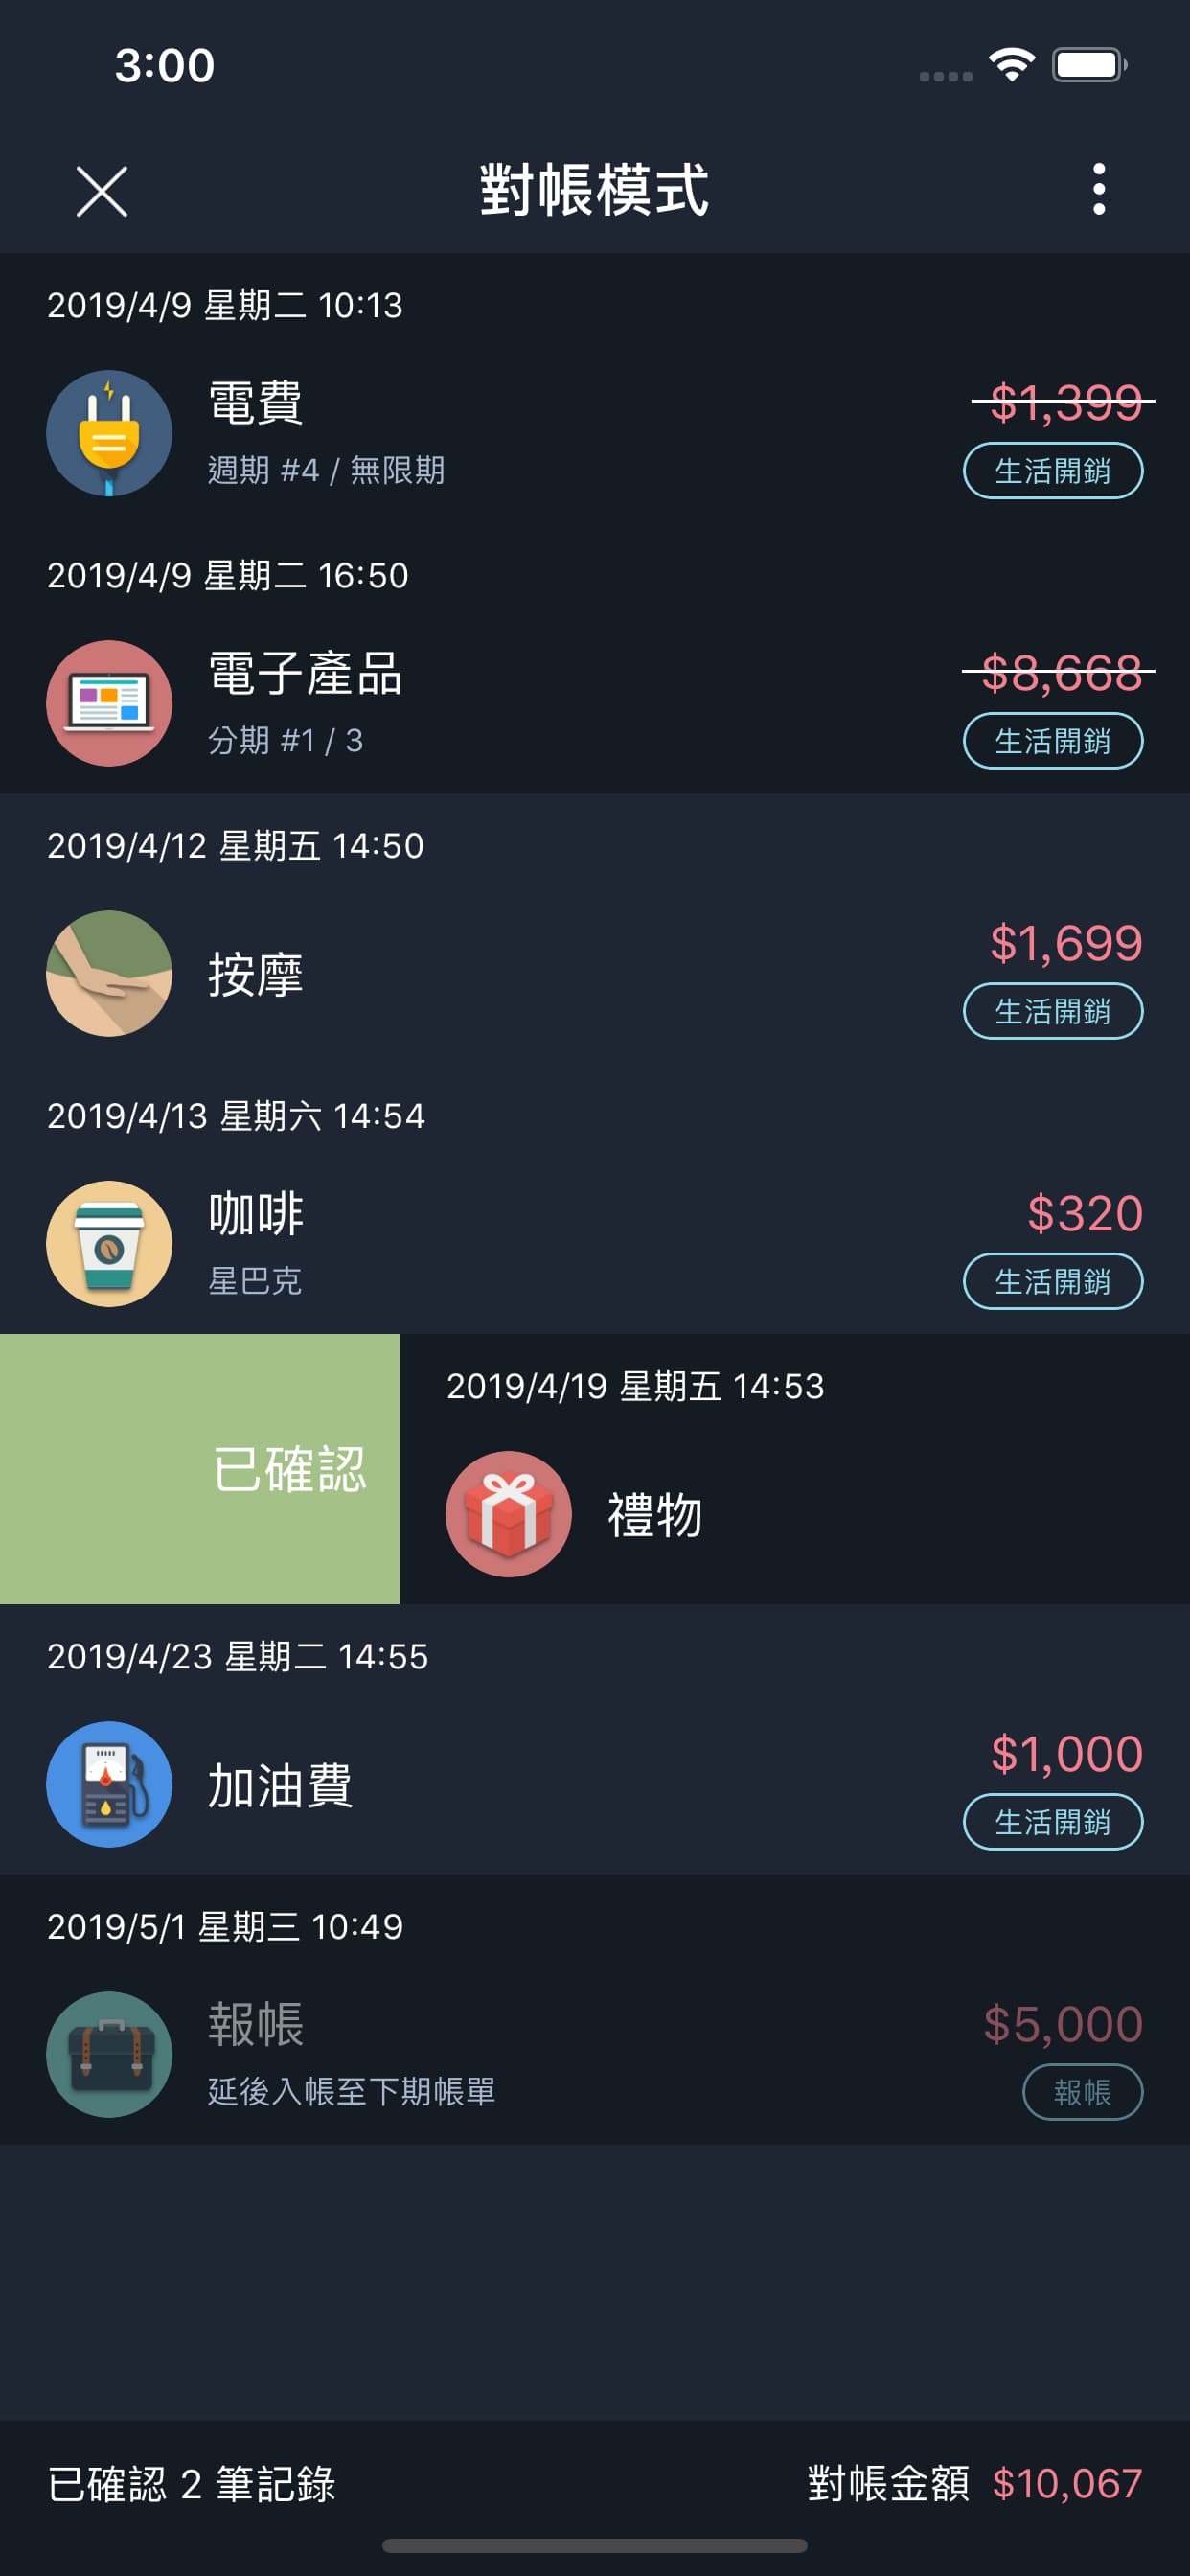 3:00
對帳模式
2019/4/9 星期二 10:13
電費
$1,399
週期 #4 / 無限期
生活開銷
2019/4/9 星期二 16:50
電子產品
$8,668
分期 #1 / 3
生活開銷
2019/4/12 星期五 14:50
按摩
$1,699
生活開銷
2019/4/13 星期六 14:54
咖啡
$320
星巴克
生活開銷
已確認
2019/4/19 星期五 14:53
禮物
2019/4/23 星期二 14:55
加油費
$1,000
生活開銷
2019/5/1 星期三 10:49
報帳
$5,000
延後入帳至下期帳單
報帳
已確認 2 筆記錄
對帳金額 $10,067